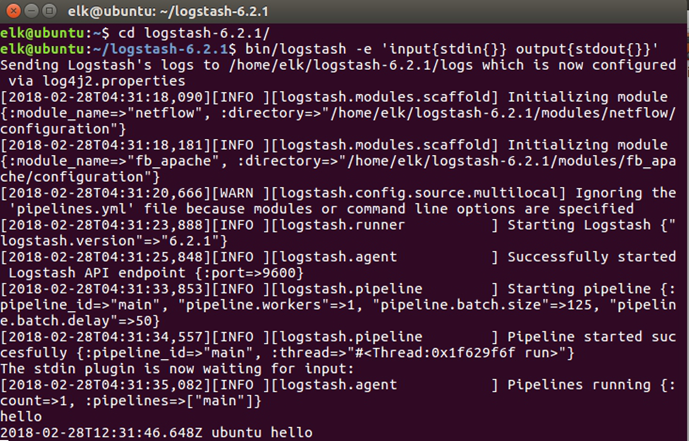 elk@ubuntu: ~/logstash-6.2.1
elk@ubuntu:~$ cd logstash-6.2.1/
elk@ubuntu:~/logstash-6.2.1$ bin/logstash -e 'input{stdin{}} output{stdout{}}'
Sending Logstash's logs to /home/elk/logstash-6.2.1/logs which is now configured
 via log4j2.properties
[2018-02-28T04:31:18,090][INFO ][logstash.modules.scaffold] Initializing module
{:module_name=>"netflow", :directory=>"/home/elk/logstash-6.2.1/modules/netflow/
configuration"}
[2018-02-28T04:31:18,181][INFO ][logstash.modules.scaffold] Initializing module
{:module_name=>"fb_apache", :directory=>"/home/elk/logstash-6.2.1/modules/fb_apa
che/configuration"}
[2018-02-28T04:31:20,666][WARN ][logstash.config.source.multilocal] Ignoring the
 'pipelines.yml' file because modules or command line options are specified
[2018-02-28T04:31:23,888][INFO ][logstash.runner          ] Starting Logstash {"
logstash.version"=>"6.2.1"}
[2018-02-28T04:31:25,848][INFO ][logstash.agent           ] Successfully started
 Logstash API endpoint {:port=>9600}
[2018-02-28T04:31:33,853][INFO ][logstash.pipeline        ] Starting pipeline {:
pipeline_id=>"main", "pipeline.workers"=>1, "pipeline.batch.size"=>125, "pipelin
e.batch.delay"=>50}
[2018-02-28T04:31:34,557][INFO ][logstash.pipeline        ] Pipeline started suc
cesfully {:pipeline_id=>"main", :thread=>"#<Thread:0x1f629f6f run>"}
The stdin plugin is now waiting for input:
[2018-02-28T04:31:35,082][INFO ][logstash.agent           ] Pipelines running {:
count=>1, :pipelines=>["main"]}
hello
2018-02-28T12:31:46.648Z ubuntu hello